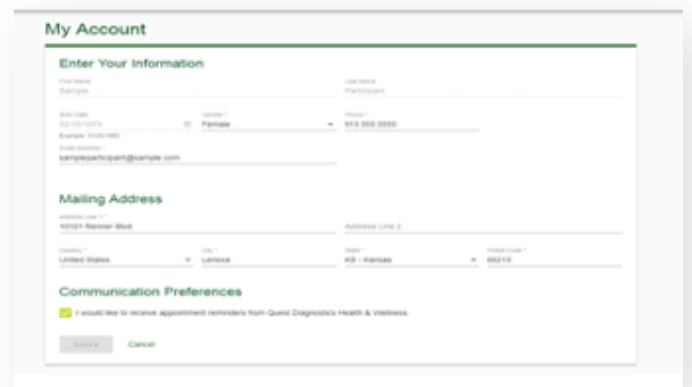 My Account
Enter Your Information
First Name Last Name
Sample Participant
Birth Date Gender * Phone *
02/15/1975 Female 913.555.5555
Example: 01/25/1985
Email Address *
sampleparticipant@sample.com
Mailing Address
Address Line 1 *
10101 Renner Blvd Address Line 2
Country * City * State * Postal Code *
United States Lenexa KS - Kansas 66219
Communication Preferences
I would like to receive appointment reminders from Quest Diagnostics Health & Wellness.
Cancel